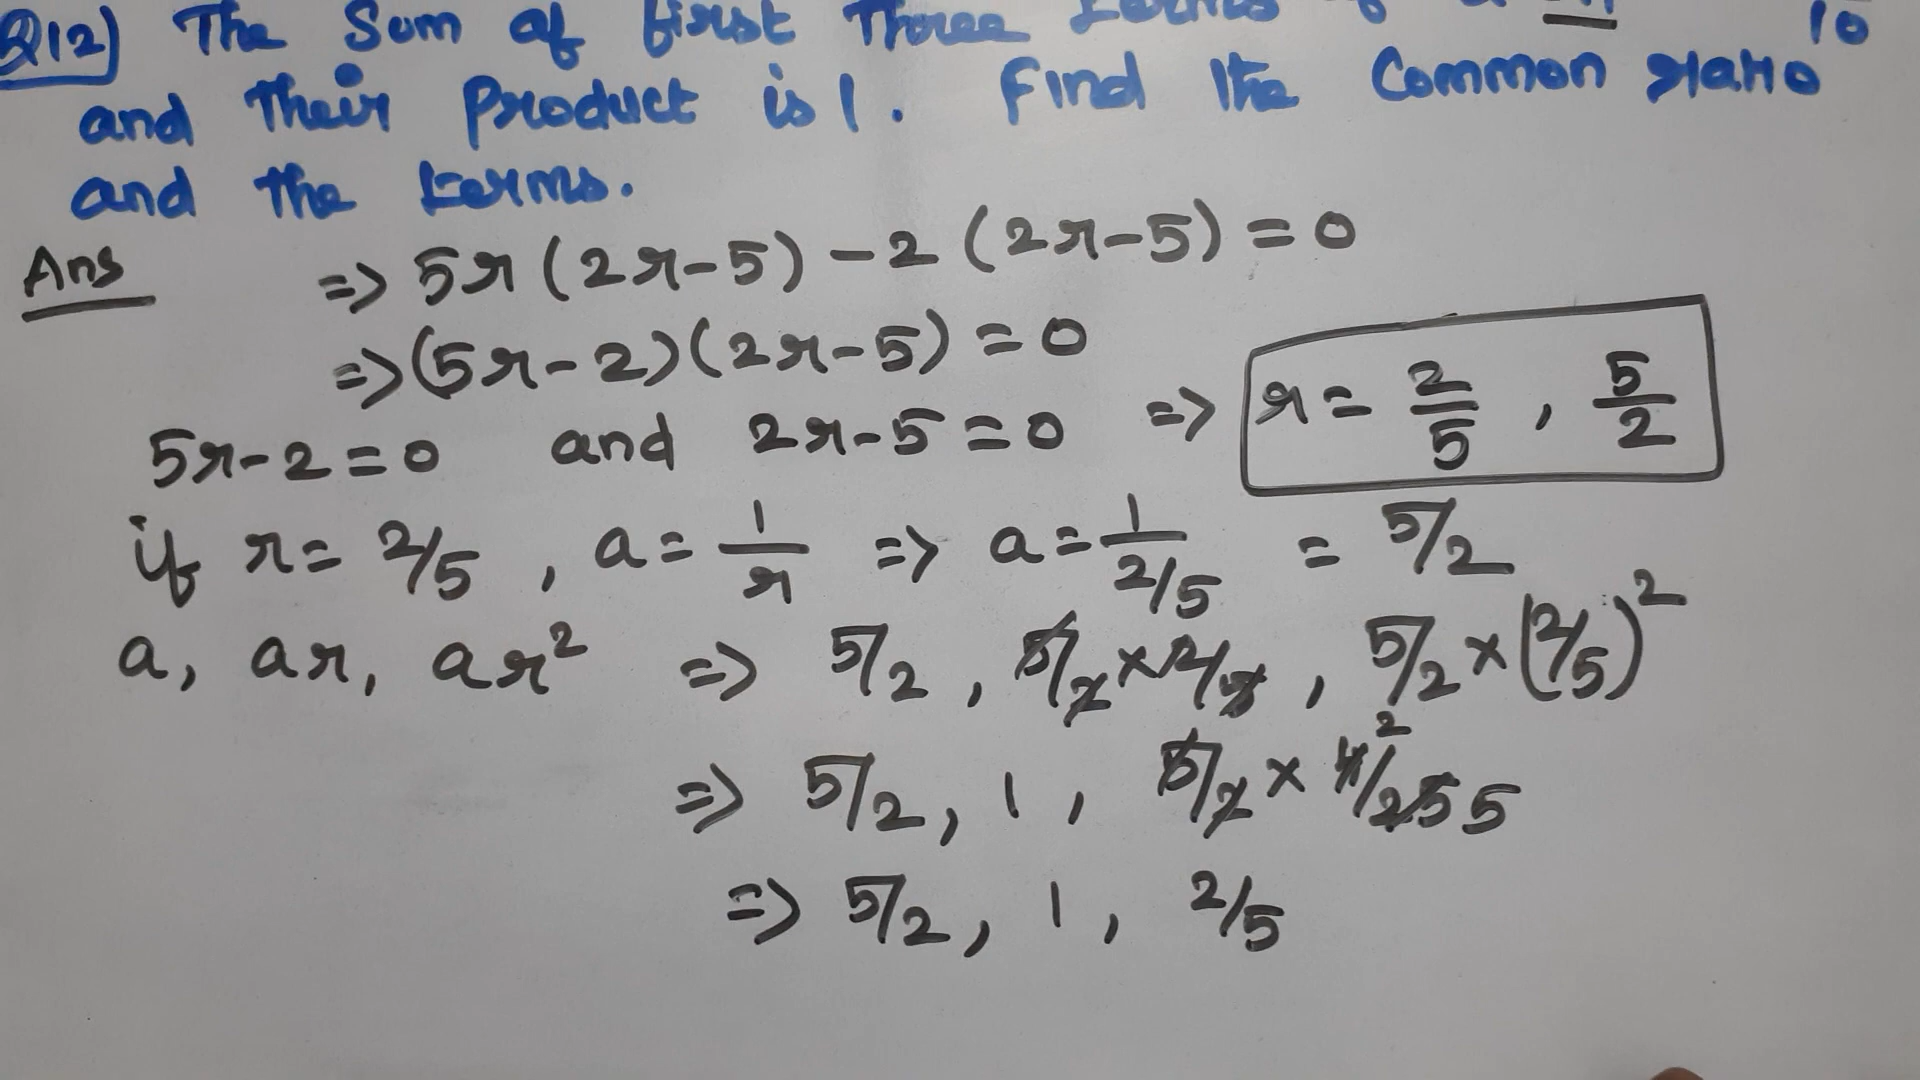 Q12) The Sum of first Three terms
10
and their product is 1. Find the Common ratio
and the terms.
Ans
=> 5r(2r-5) -2 (2r-5) = 0
=> (5r-2)(2r-5) = 0
5r-2=0 and 2r-5=0 => r = 2/5 , 5/2
if r = 2/5 , a = 1/r => a = 1/2/5 = 5/2
a, ar, ar² => 5/2 , 5/2 × 2/5 , 5/2 × (2/5)²
=> 5/2, 1, 5/2 × 4²/25 5
=> 5/2, 1, 2/5